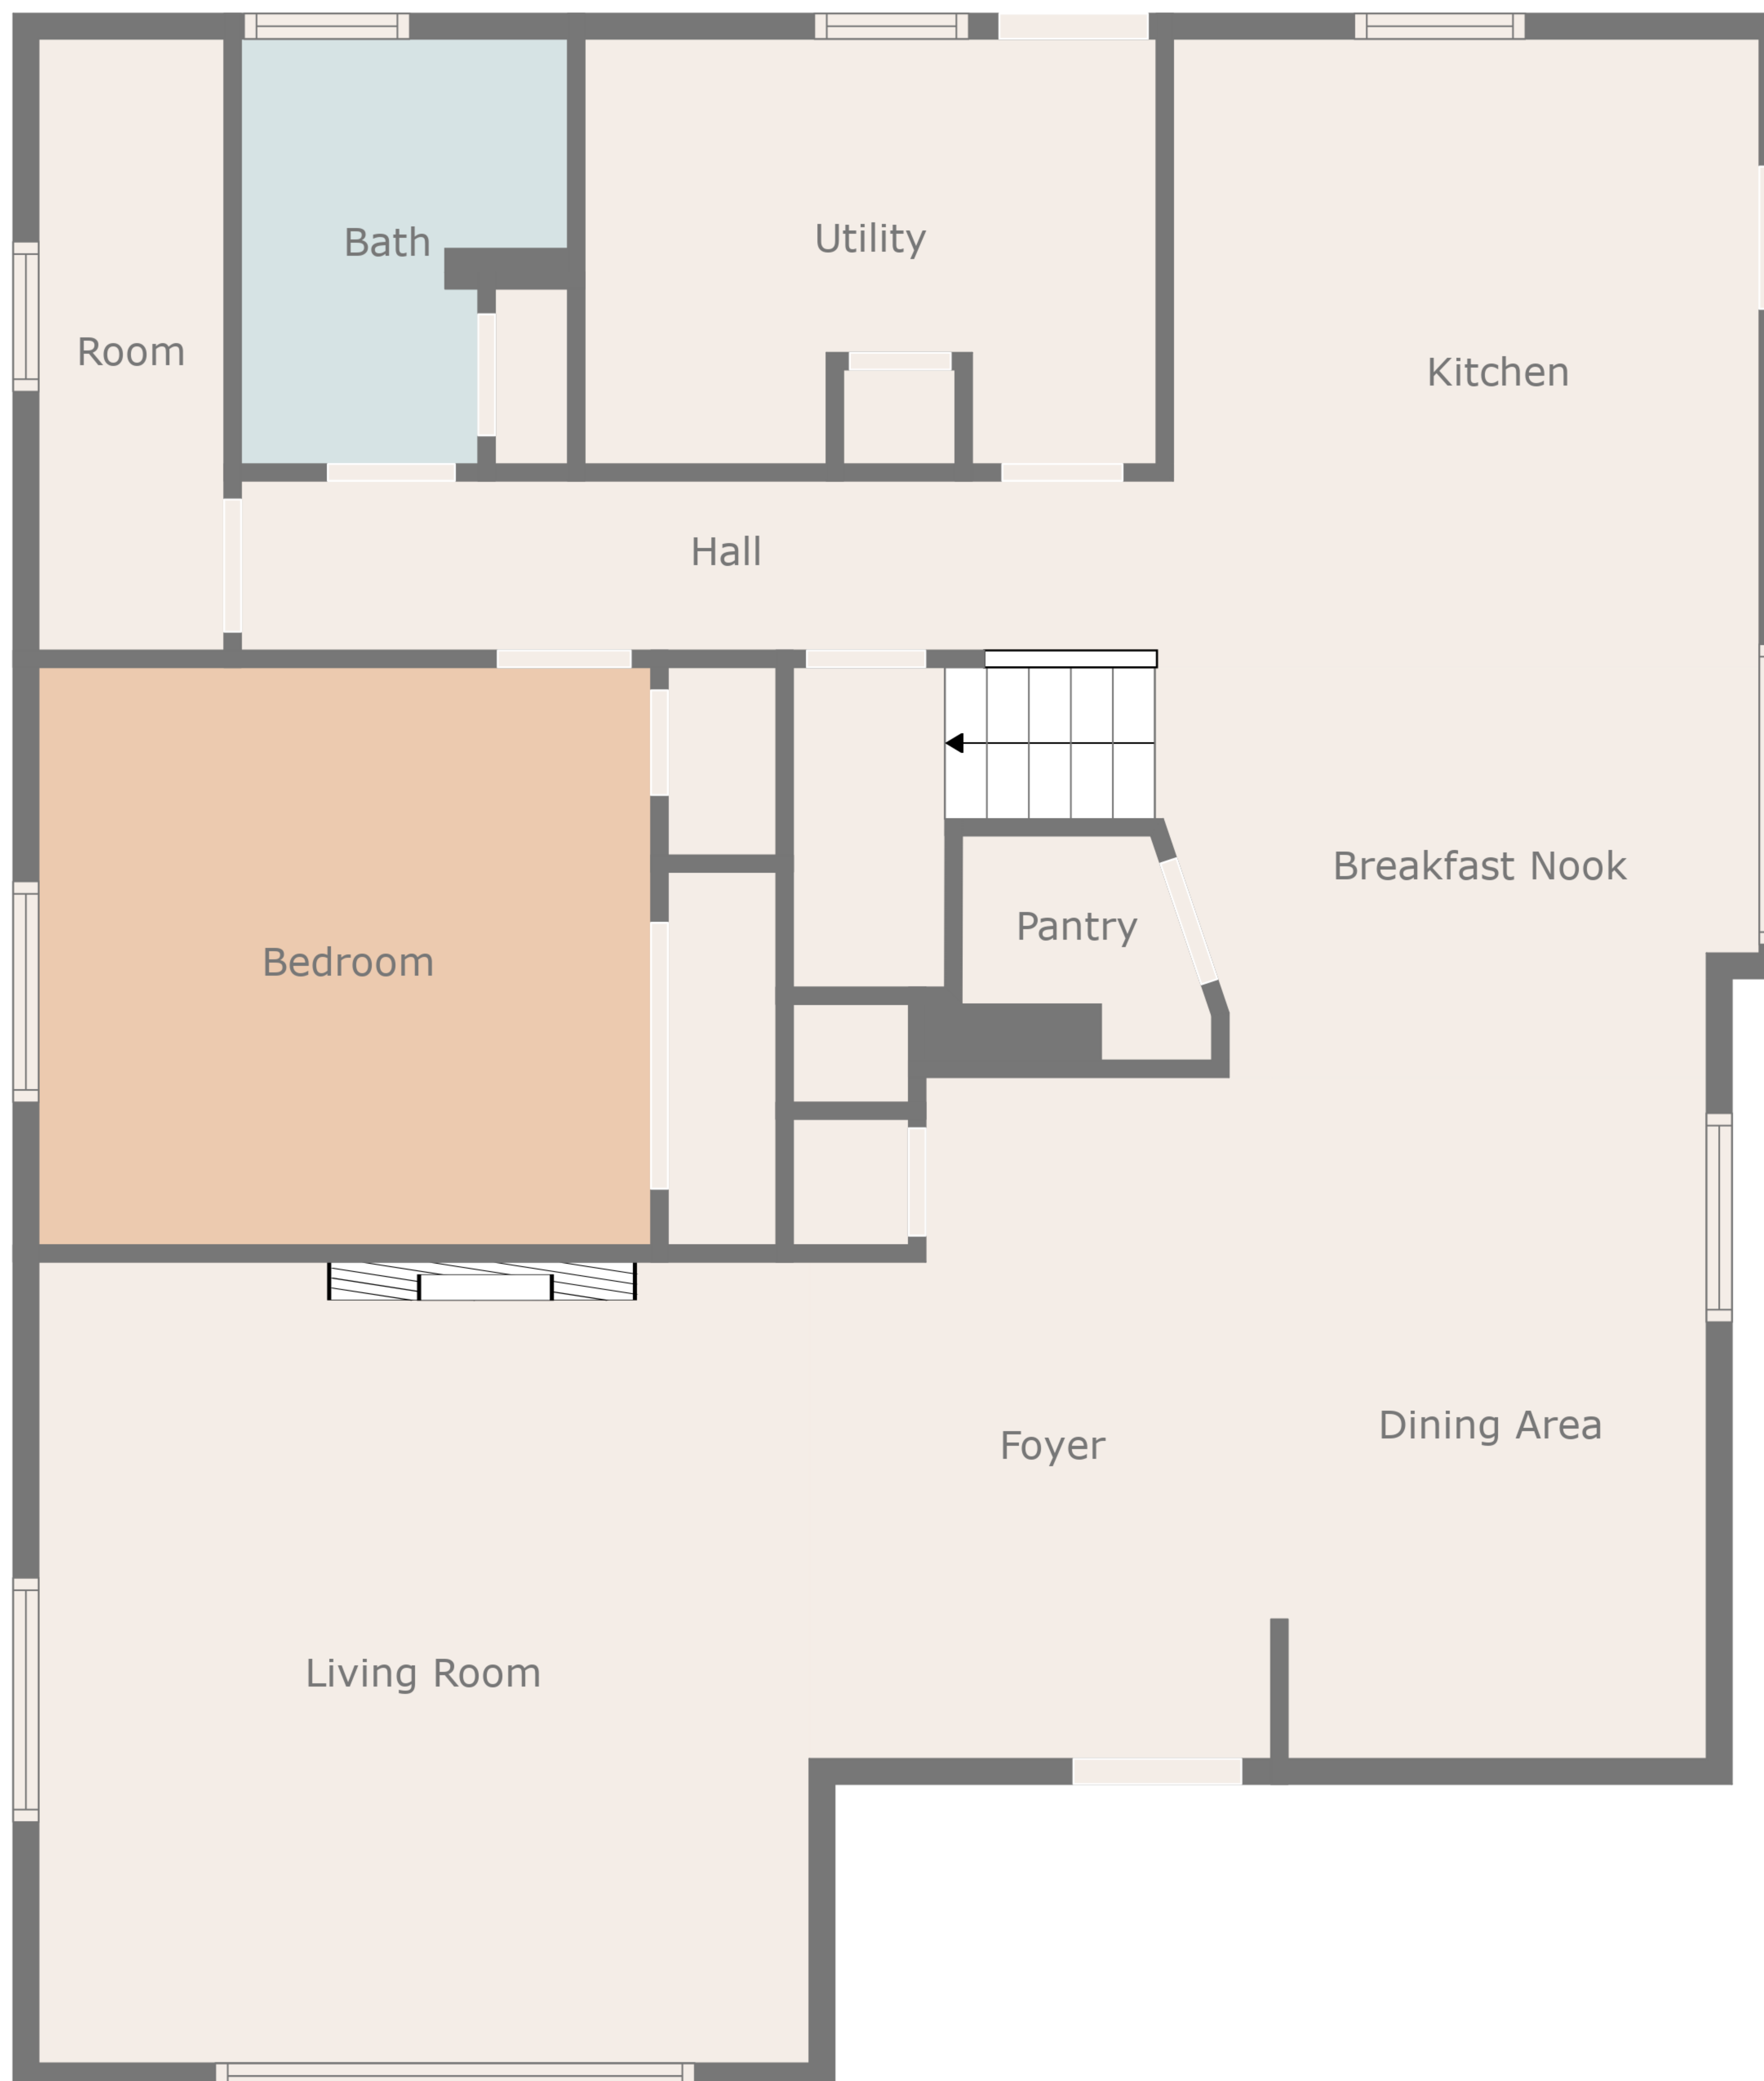 Bath
Utility
Room
Kitchen
Hall
Breakfast Nook
Pantry
Bedroom
Dining Area
Foyer
Living Room